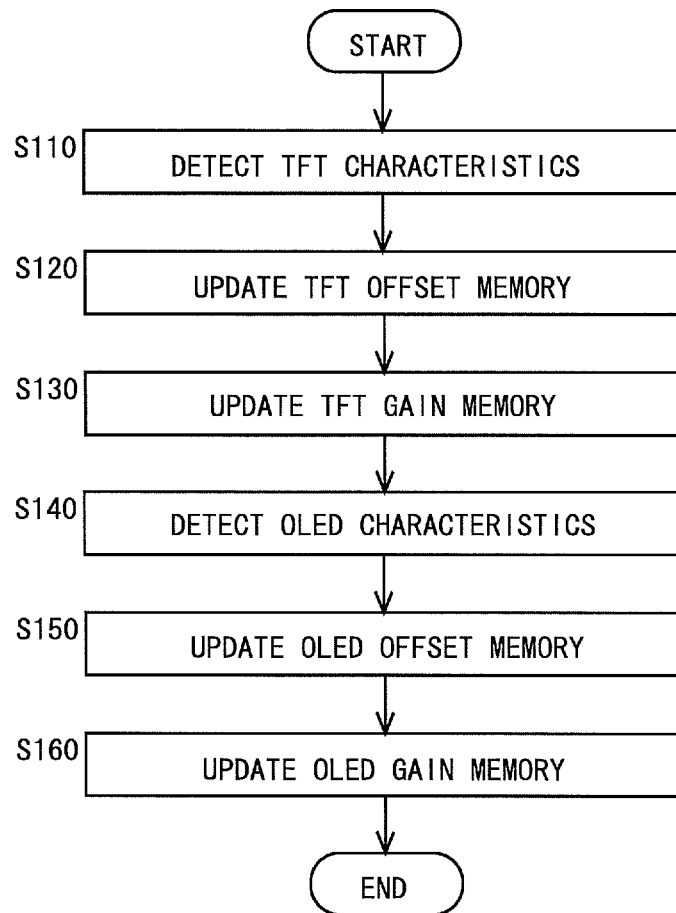 START
S110
DETECT TFT CHARACTERISTICS
S120
UPDATE TFT OFFSET MEMORY
S130
UPDATE TFT GAIN MEMORY
S140
DETECT OLED CHARACTERISTICS
S150
UPDATE OLED OFFSET MEMORY
S160
UPDATE OLED GAIN MEMORY
END